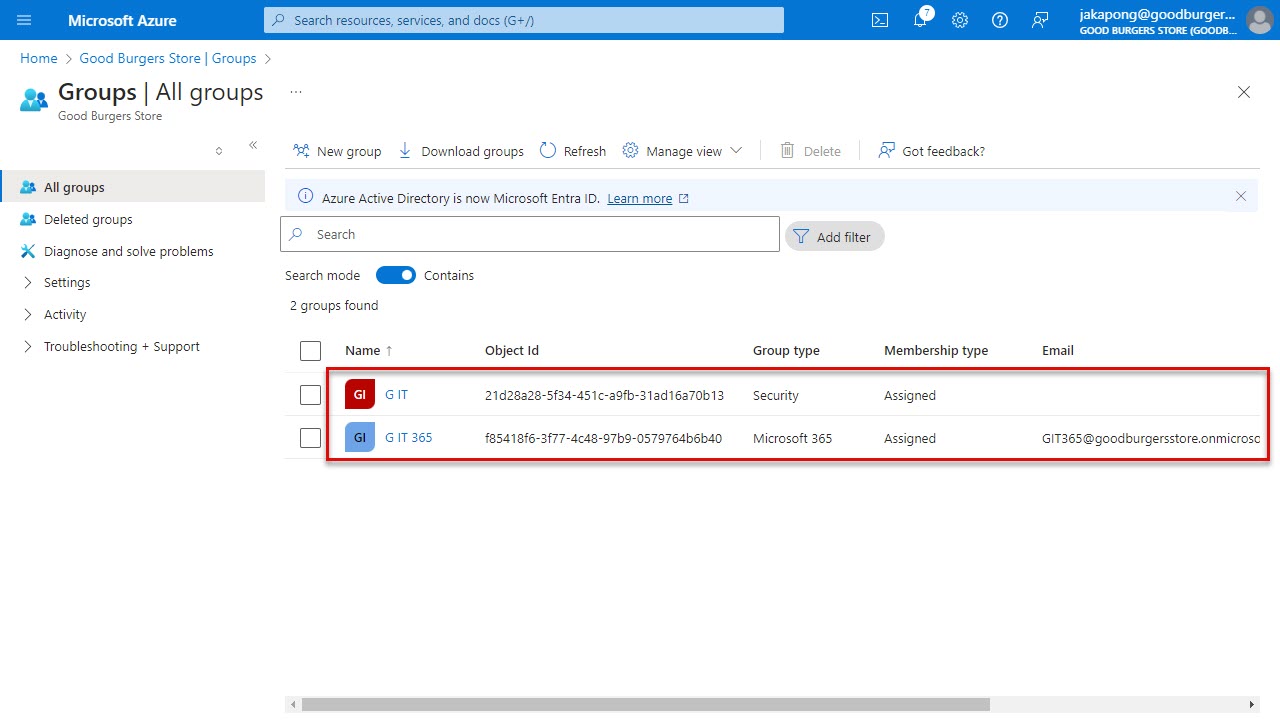 Microsoft Azure
Search resources, services, and docs (G+/)
7
jakapong@goodburger...
GOOD BURGERS STORE (GOODB...
Home > Good Burgers Store | Groups >
Groups | All groups ...
Good Burgers Store
All groups
Deleted groups
Diagnose and solve problems
Settings
Activity
Troubleshooting + Support
New group Download groups Refresh Manage view Delete Got feedback?
Azure Active Directory is now Microsoft Entra ID. Learn more
Search
Add filter
Search mode Contains
2 groups found
Name ↑ Object Id Group type Membership type Email
GI G IT 21d28a28-5f34-451c-a9fb-31ad16a70b13 Security Assigned
GI G IT 365 f85418f6-3f77-4c48-97b9-0579764b6b40 Microsoft 365 Assigned GIT365@goodburgersstore.onmicroso